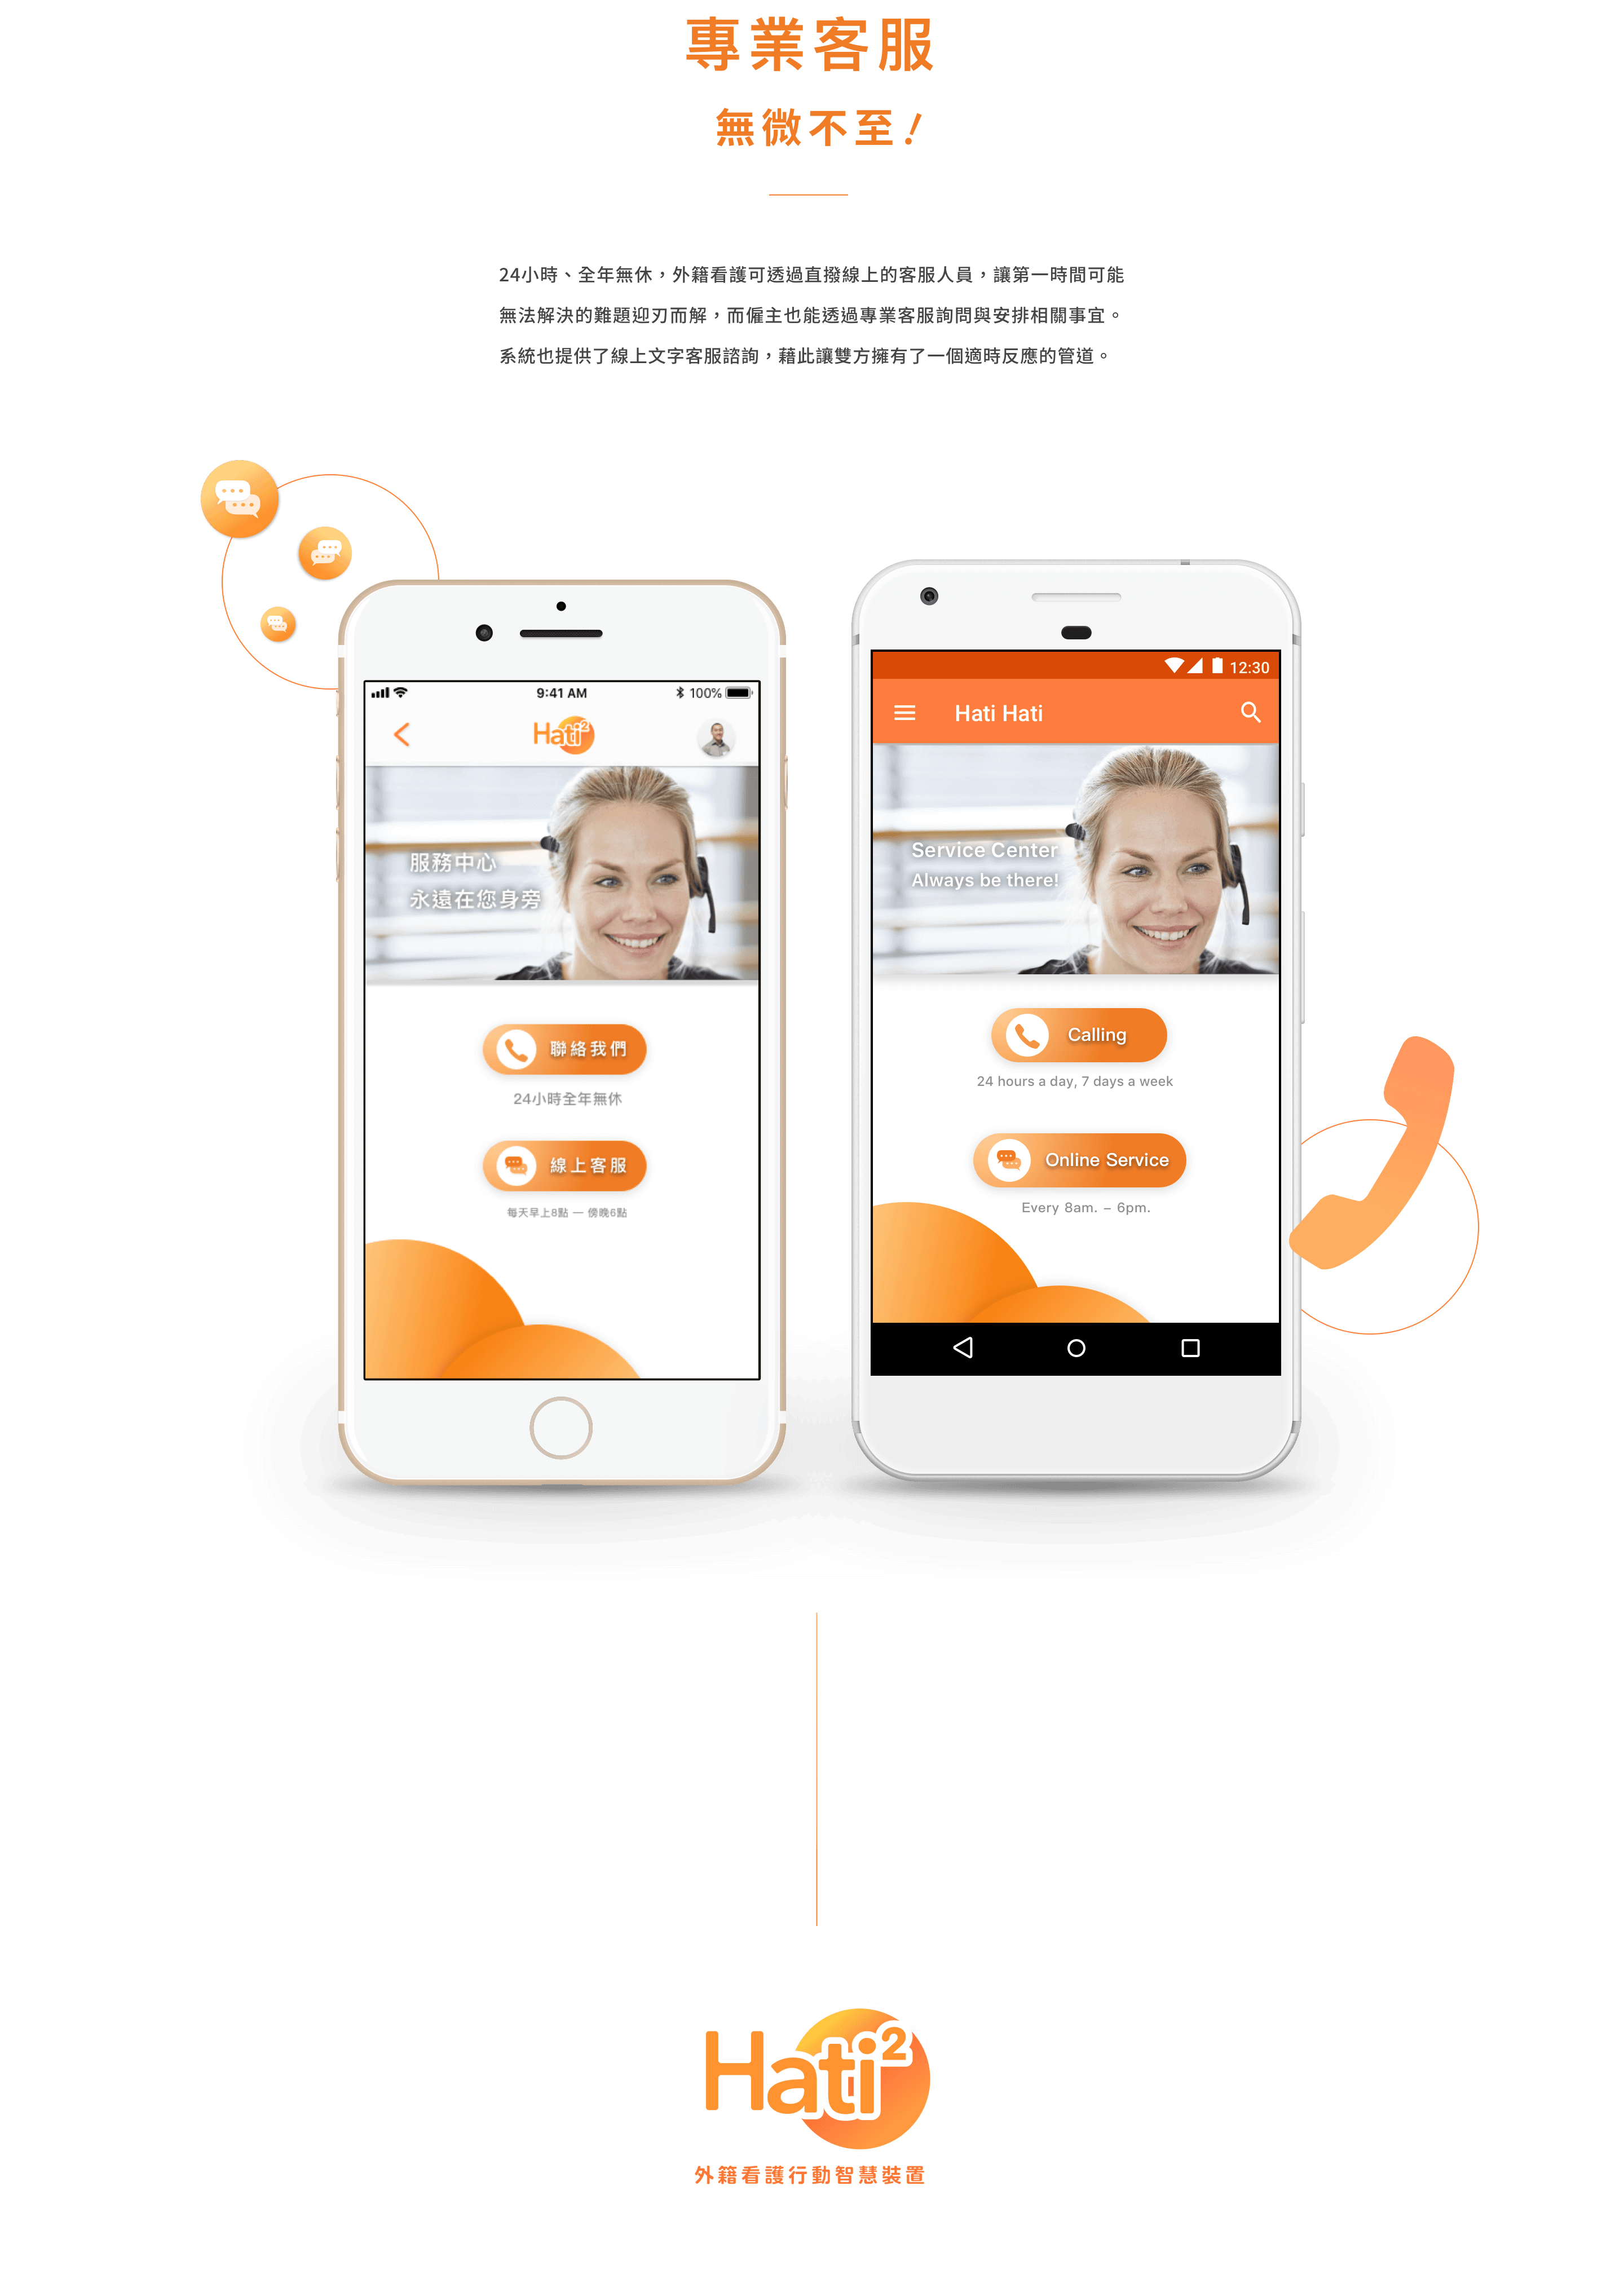 專業客服
無微不至!
24小時、全年無休，外籍看護可透過直撥線上的客服人員，讓第一時間可能
無法解決的難題迎刃而解，而僱主也能透過專業客服詢問與安排相關事宜。
系統也提供了線上文字客服諮詢，藉此讓雙方擁有了一個適時反應的管道。
9:41 AM
100%
Hati²
服務中心
永遠在您身旁
聯絡我們
24小時全年無休
線上客服
每天早上8點 — 傍晚6點
12:30
Hati Hati
Service Center
Always be there!
Calling
24 hours a day, 7 days a week
Online Service
Every 8am. – 6pm.
Hati²
外籍看護行動智慧裝置